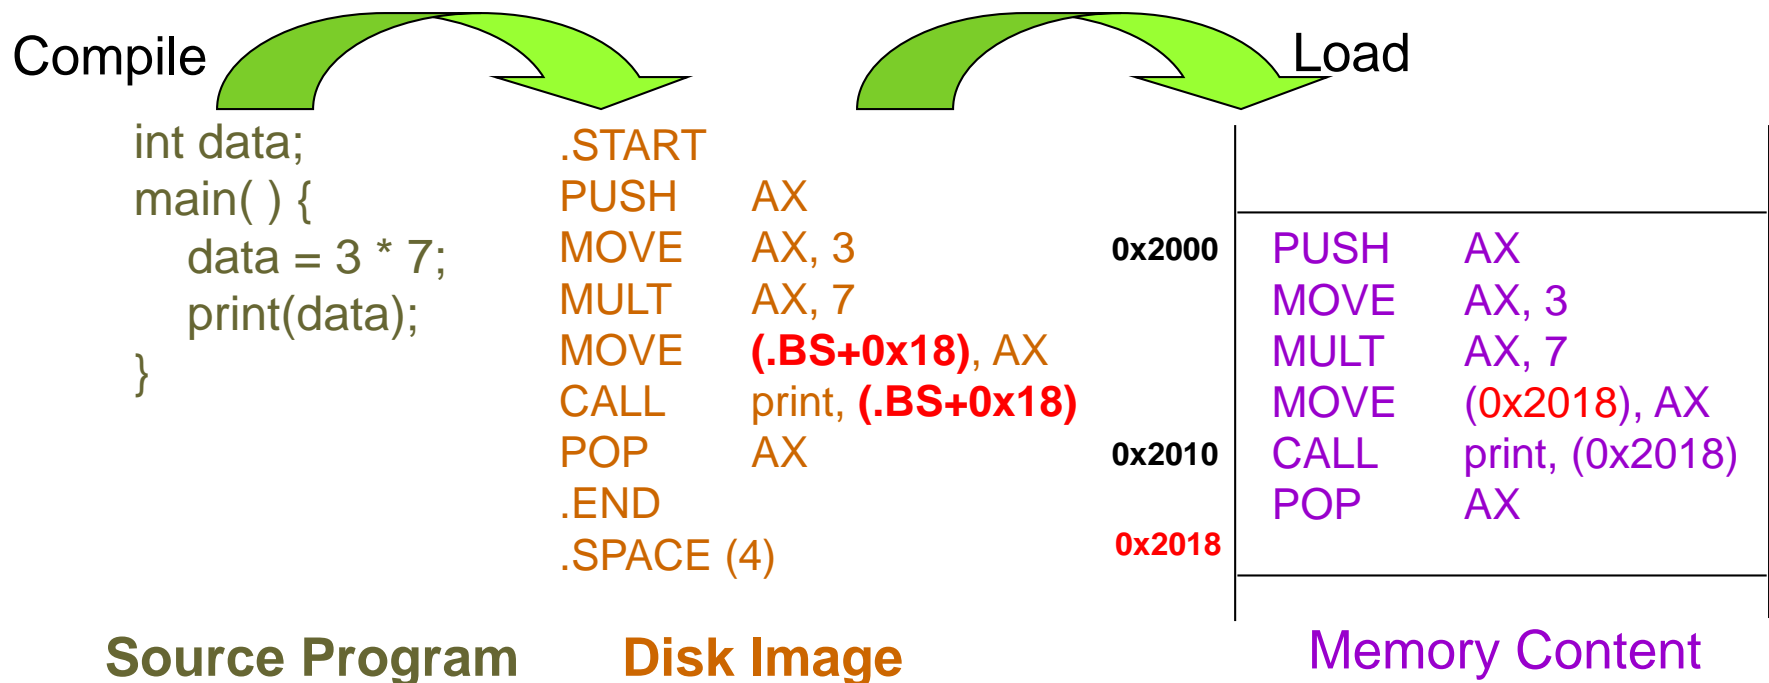 Compile
Load
int data;
main( ) {
data = 3 * 7;
print(data);
}
.START
PUSH AX
MOVE AX, 3
MULT AX, 7
MOVE (.BS+0x18), AX
CALL print, (.BS+0x18)
POP AX
.END
.SPACE (4)
0x2000
0x2010
0x2018
PUSH AX
MOVE AX, 3
MULT AX, 7
MOVE (0x2018), AX
CALL print, (0x2018)
POP AX
Source Program
Disk Image
Memory Content